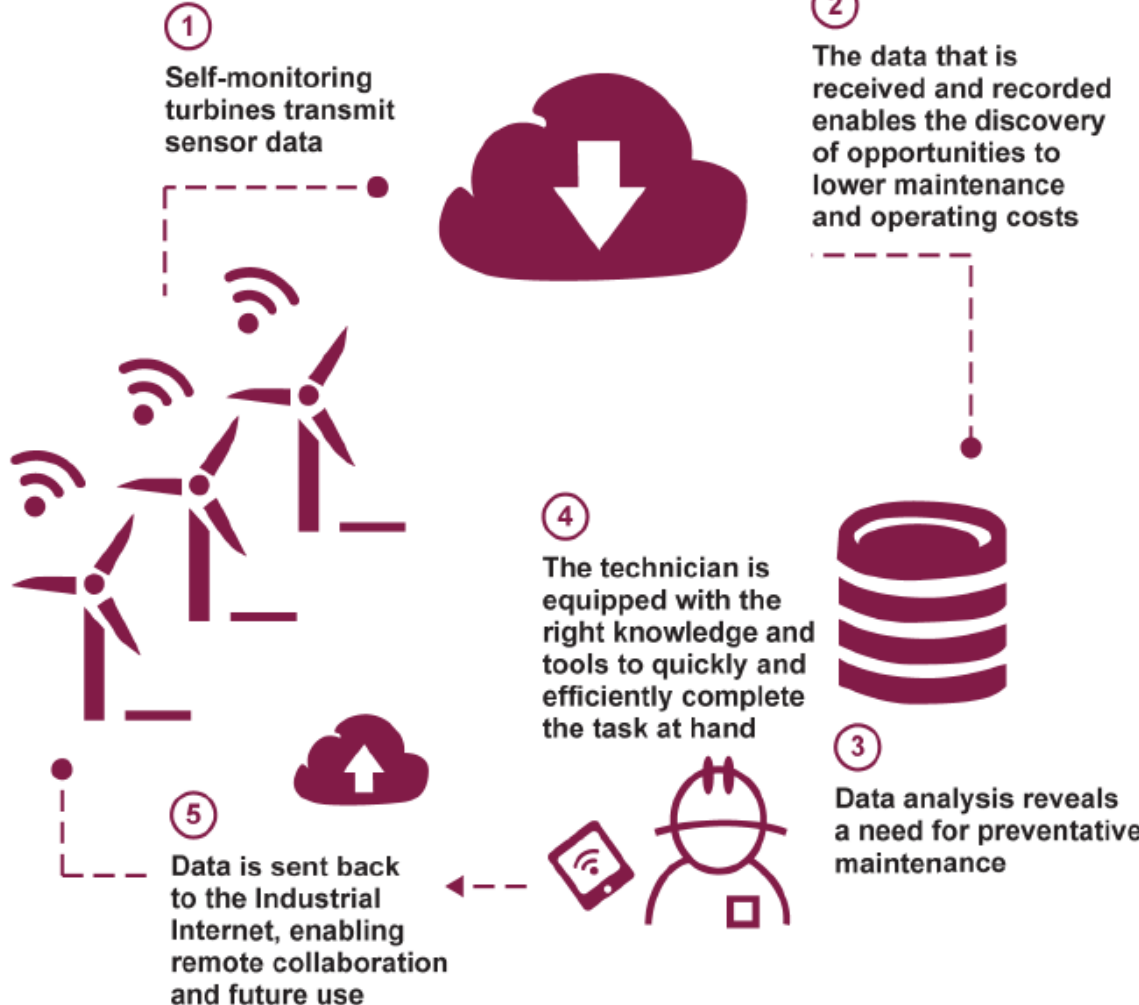 1
Self-monitoring
turbines transmit
sensor data
2
The data that is
received and recorded
enables the discovery
of opportunities to
lower maintenance
and operating costs
3
Data analysis reveals
a need for preventative
maintenance
4
The technician is
equipped with the
right knowledge and
tools to quickly and
efficiently complete
the task at hand
5
Data is sent back
to the Industrial
Internet, enabling
remote collaboration
and future use